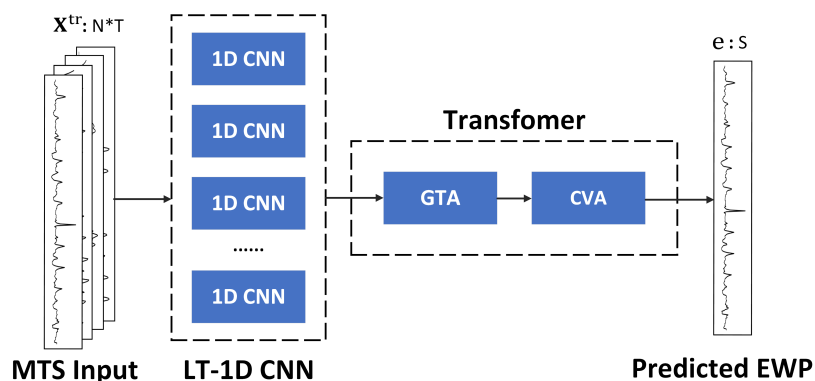 X^tr: N*T
1D CNN
1D CNN
1D CNN
......
1D CNN
Transfomer
GTA
CVA
e : S
MTS Input
LT-1D CNN
Predicted EWP